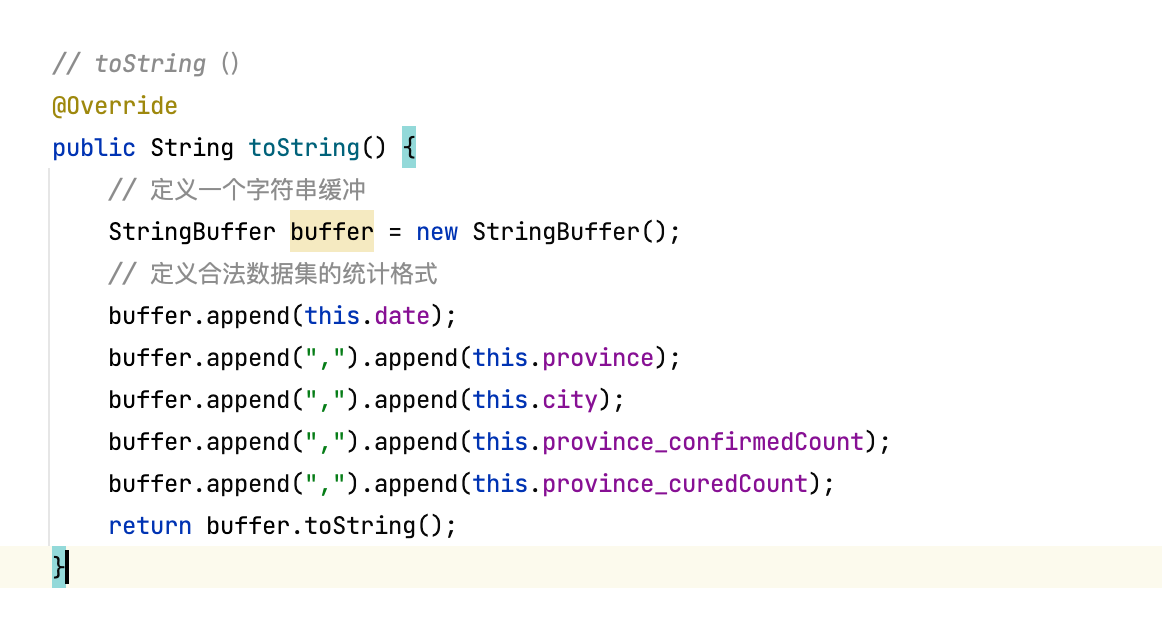 // toString ()
@Override
public String toString() {
// 定义一个字符串缓冲
StringBuffer buffer = new StringBuffer();
// 定义合法数据集的统计格式
buffer.append(this.date);
buffer.append(",").append(this.province);
buffer.append(",").append(this.city);
buffer.append(",").append(this.province_confirmedCount);
buffer.append(",").append(this.province_curedCount);
return buffer.toString();
}